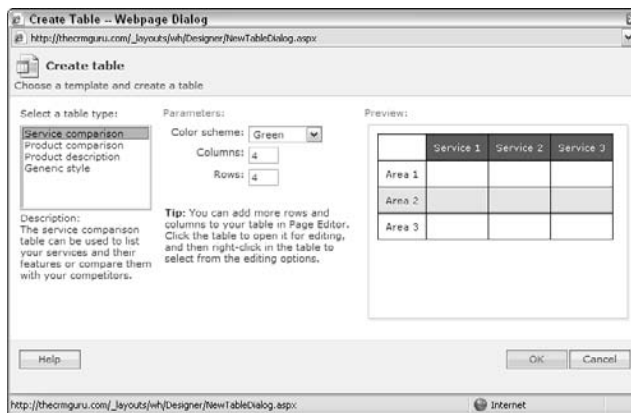 Create Table -- Webpage Dialog
http://thecrmguru.com/_layouts/wh/Designer/NewTableDialog.aspx
Create table
Choose a template and create a table
Select a table type:
Service comparison
Product comparison
Product description
Generic style
Description:
The service comparison
table can be used to list
your services and their
features or compare them
with your competitors.
Parameters:
Color scheme: Green
Columns: 4
Rows: 4
Tip: You can add more rows and
columns to your table in Page Editor.
Click the table to open it for editing,
and then right-click in the table to
select from the editing options.
Preview:
Service 1 Service 2 Service 3
Area 1
Area 2
Area 3
Help
OK
Cancel
http://thecrmguru.com/_layouts/wh/Designer/NewTableDialog.aspx
Internet